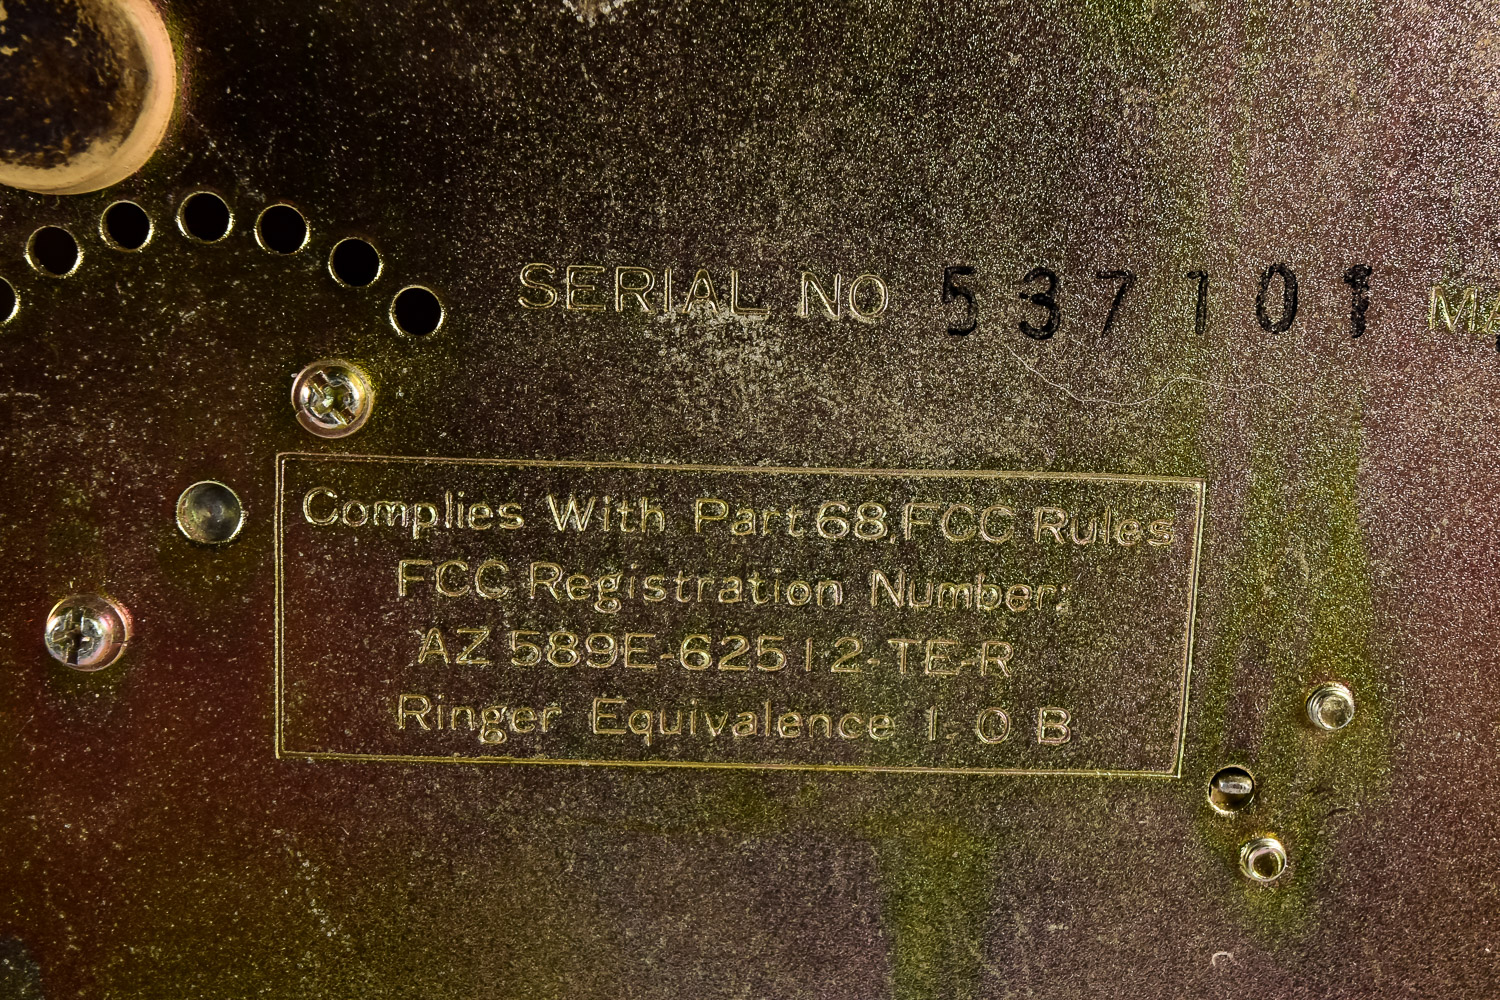 SERIAL NO 537101 MA
Complies With Part 68, FCC Rules
FCC Registration Number:
AZ 589E-62512-TE-R
Ringer Equivalence 1.0 B